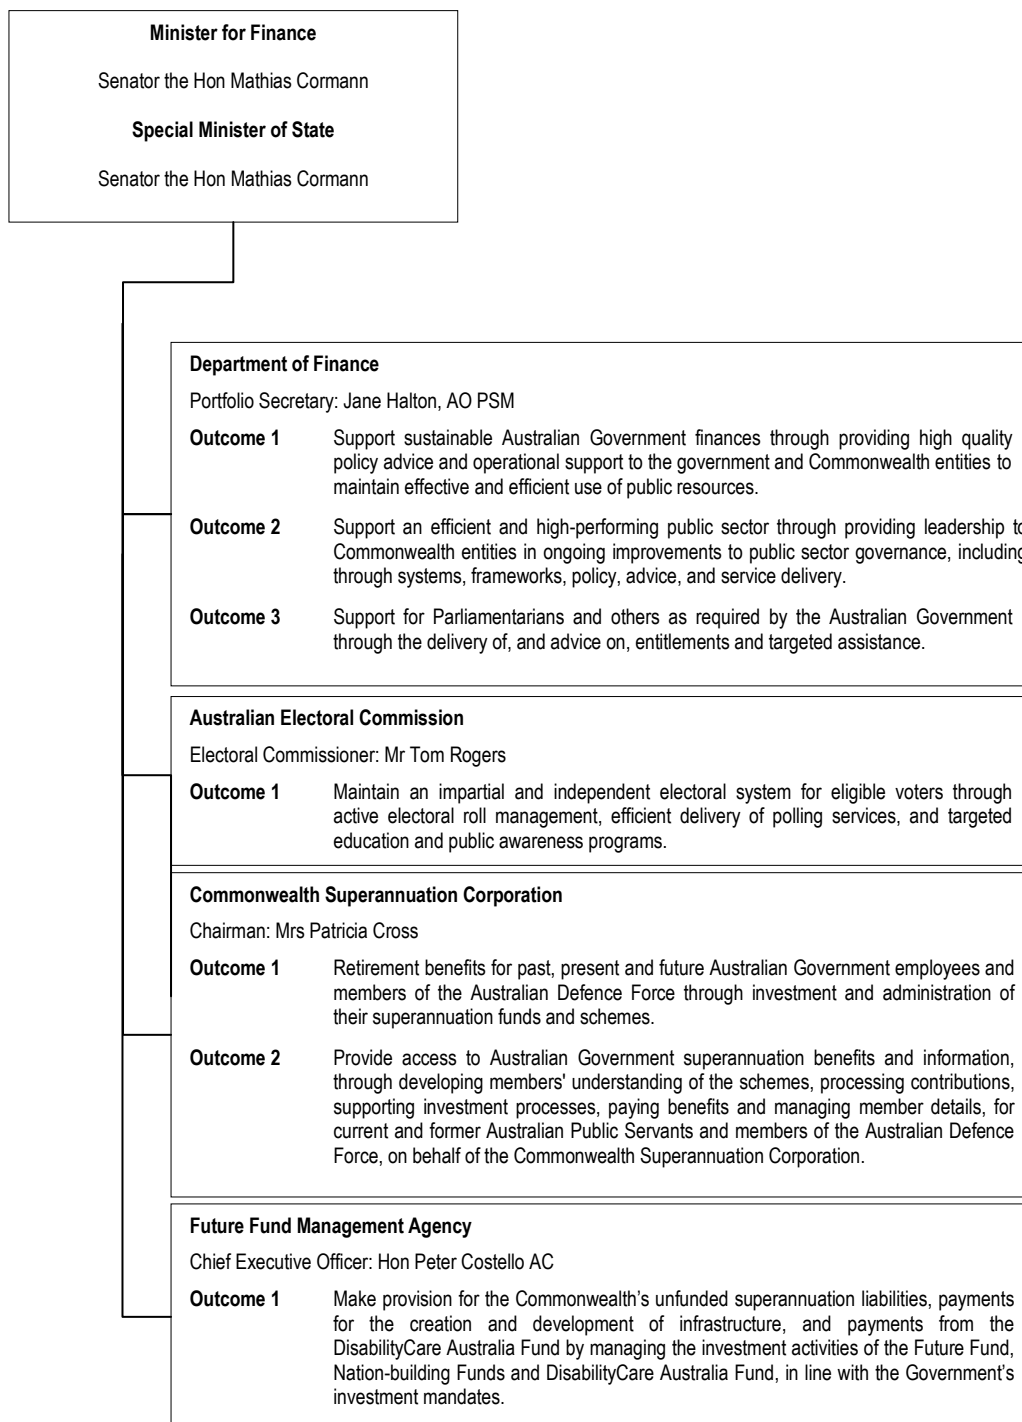 Minister for Finance
Senator the Hon Mathias Cormann
Special Minister of State
Senator the Hon Mathias Cormann
Department of Finance
Portfolio Secretary: Jane Halton, AO PSM
Outcome 1 Support sustainable Australian Government finances through providing high quality
policy advice and operational support to the government and Commonwealth entities to
maintain effective and efficient use of public resources.
Outcome 2 Support an efficient and high-performing public sector through providing leadership to
Commonwealth entities in ongoing improvements to public sector governance, including
through systems, frameworks, policy, advice, and service delivery.
Outcome 3 Support for Parliamentarians and others as required by the Australian Government
through the delivery of, and advice on, entitlements and targeted assistance.
Australian Electoral Commission
Electoral Commissioner: Mr Tom Rogers
Outcome 1 Maintain an impartial and independent electoral system for eligible voters through
active electoral roll management, efficient delivery of polling services, and targeted
education and public awareness programs.
Commonwealth Superannuation Corporation
Chairman: Mrs Patricia Cross
Outcome 1 Retirement benefits for past, present and future Australian Government employees and
members of the Australian Defence Force through investment and administration of
their superannuation funds and schemes.
Outcome 2 Provide access to Australian Government superannuation benefits and information,
through developing members' understanding of the schemes, processing contributions,
supporting investment processes, paying benefits and managing member details, for
current and former Australian Public Servants and members of the Australian Defence
Force, on behalf of the Commonwealth Superannuation Corporation.
Future Fund Management Agency
Chief Executive Officer: Hon Peter Costello AC
Outcome 1 Make provision for the Commonwealth’s unfunded superannuation liabilities, payments
for the creation and development of infrastructure, and payments from the
DisabilityCare Australia Fund by managing the investment activities of the Future Fund,
Nation-building Funds and DisabilityCare Australia Fund, in line with the Government’s
investment mandates.